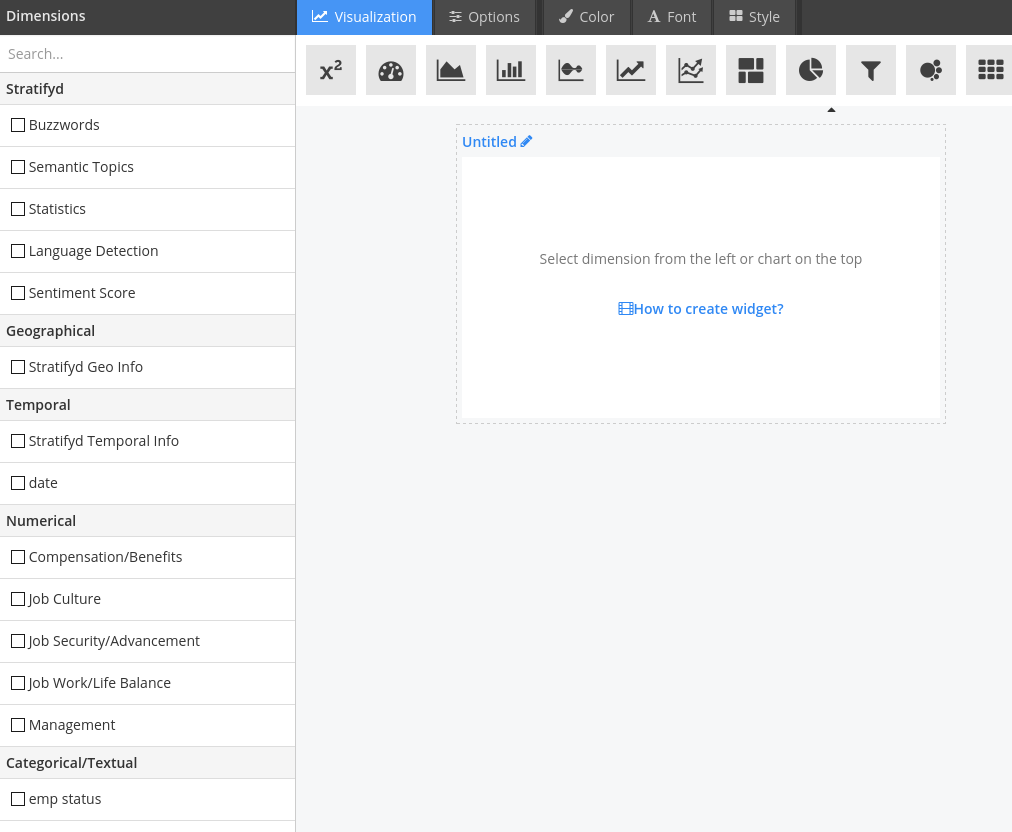 Dimensions
Visualization
Options
Color
Font
Style
Search...
x²
Stratifyd
Buzzwords
Semantic Topics
Statistics
Language Detection
Sentiment Score
Geographical
Stratifyd Geo Info
Temporal
Stratifyd Temporal Info
date
Numerical
Compensation/Benefits
Job Culture
Job Security/Advancement
Job Work/Life Balance
Management
Categorical/Textual
emp status
Untitled
Select dimension from the left or chart on the top
How to create widget?